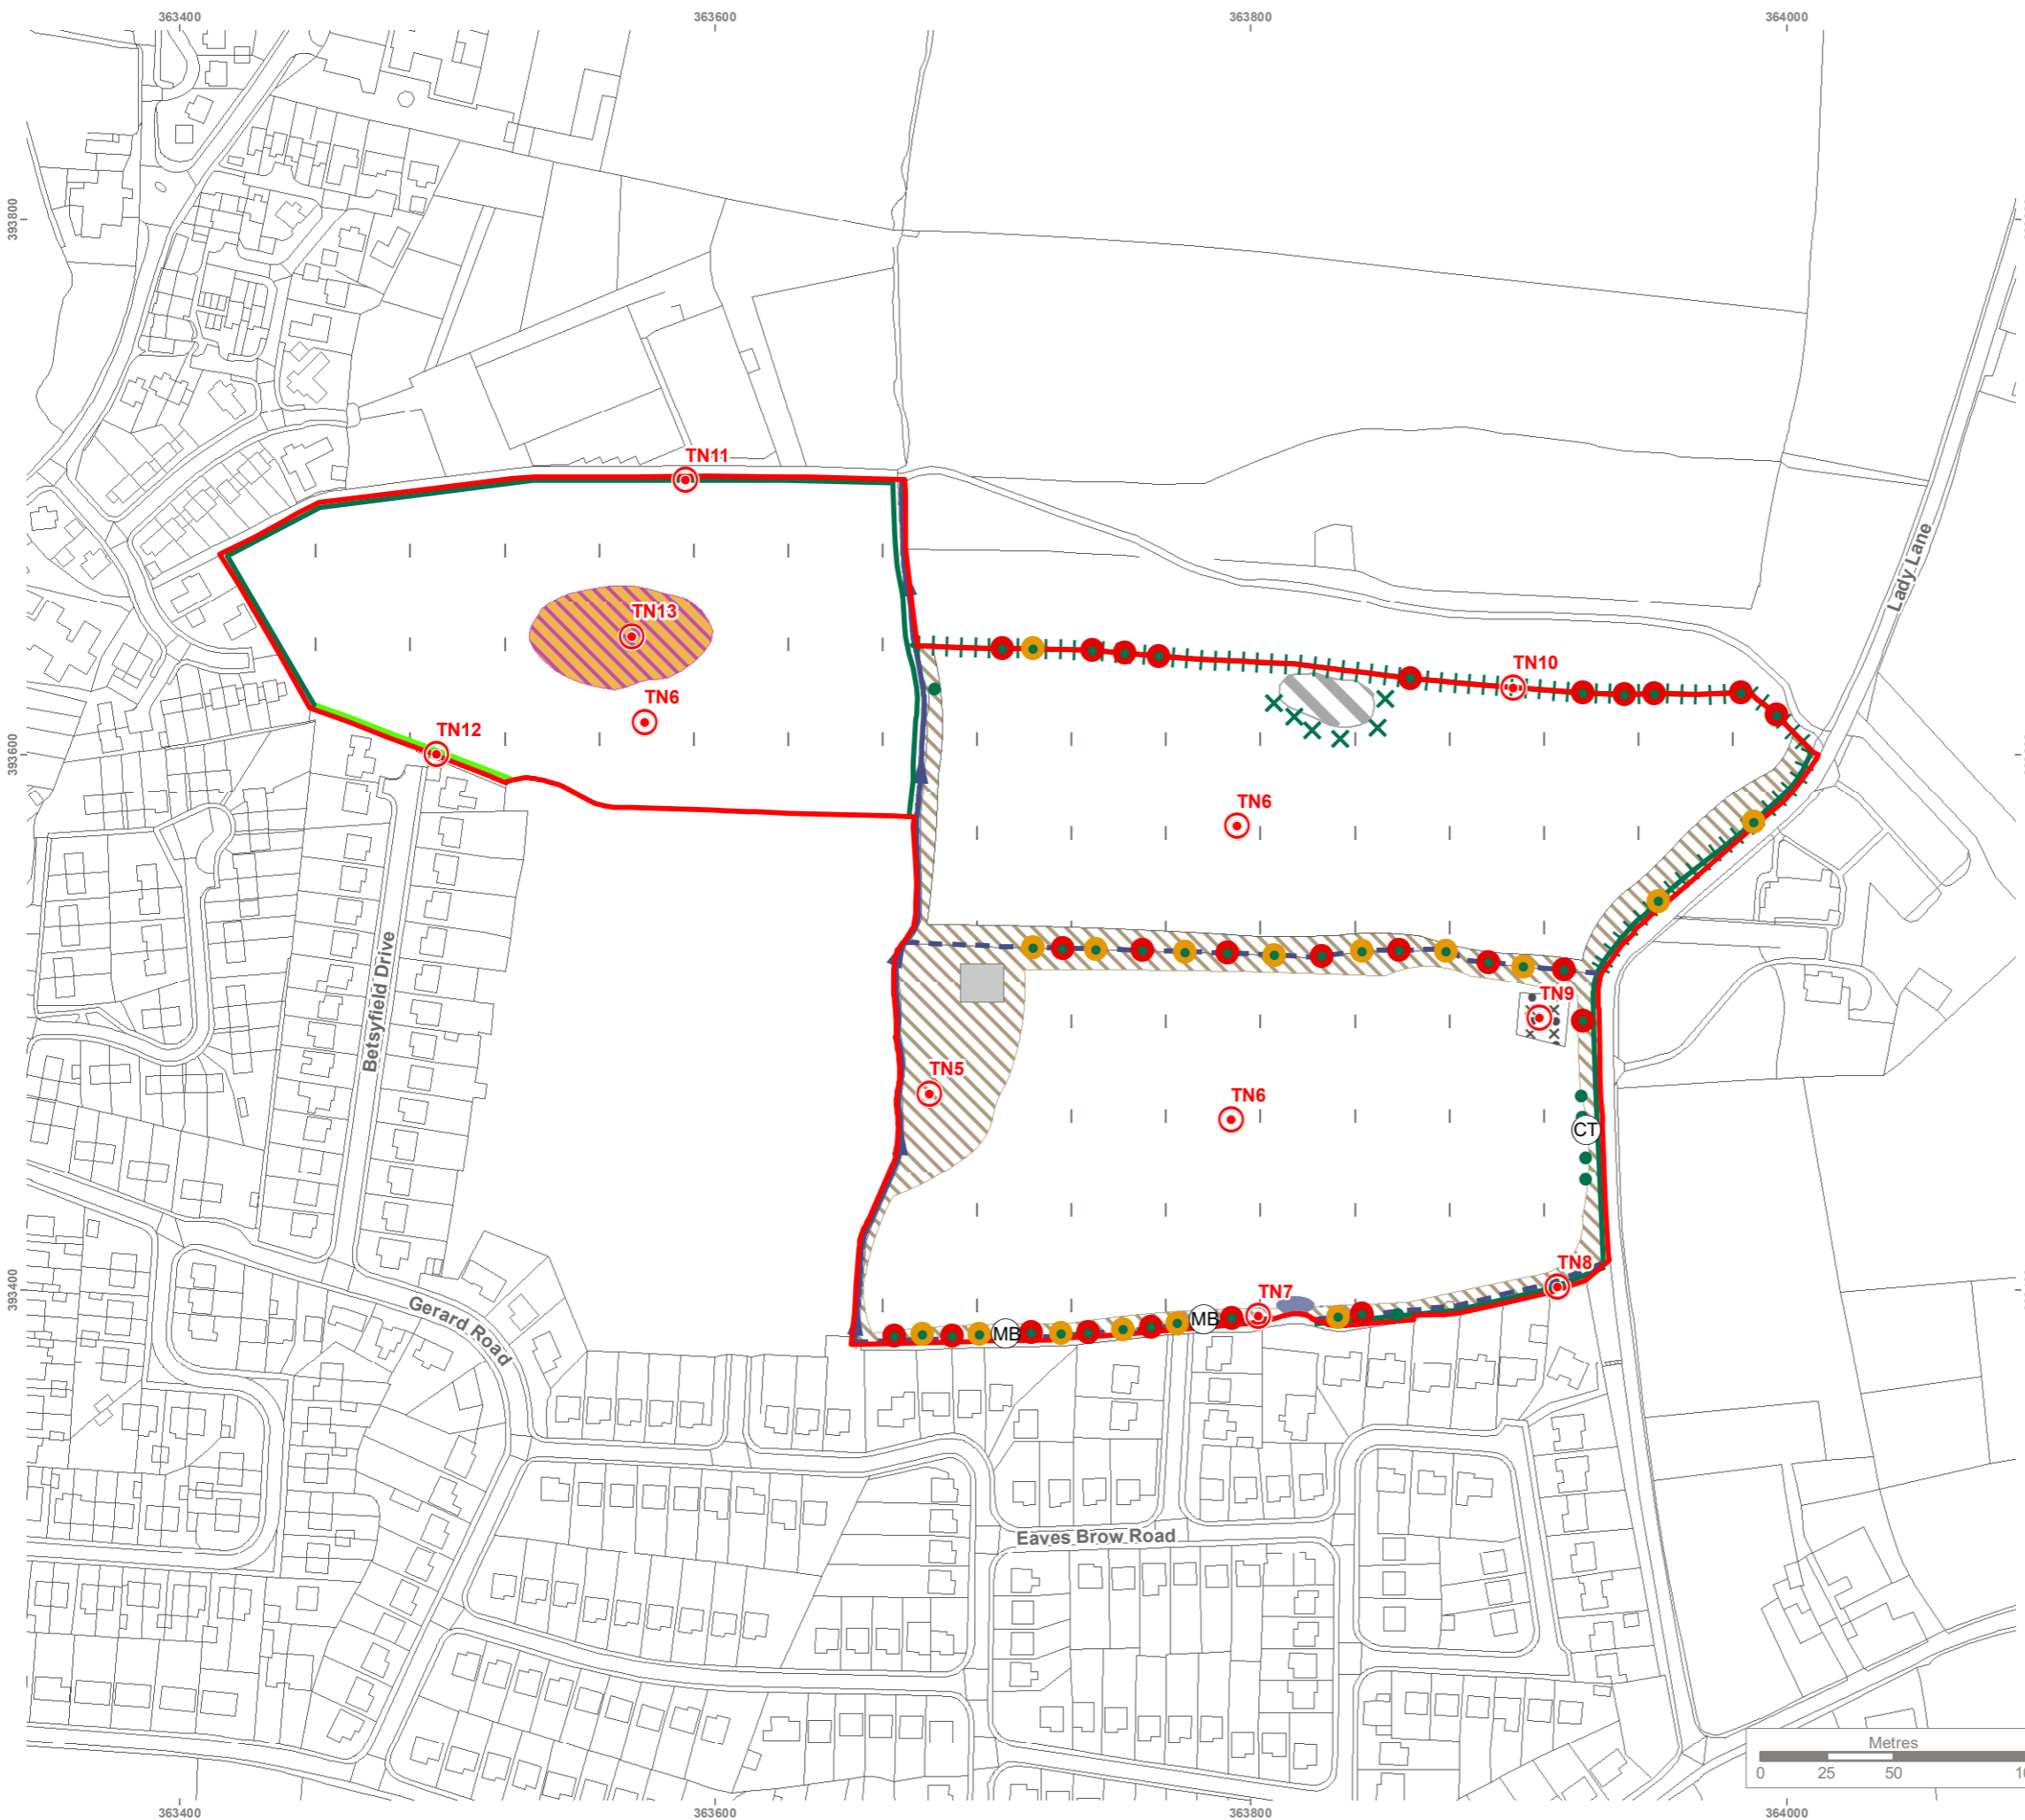 363400
363600
363800
364000
393800
TN11
Lady Lane
TN13
TN10
TN6
TN12
393600
TN6
Betsyfield Drive
TN9
TN5
TN6
CT
TN8
393400
TN7
Gerard Road
MB
MB
Eaves Brow Road
Metres
0
25
50
363400
363600
363800
364000